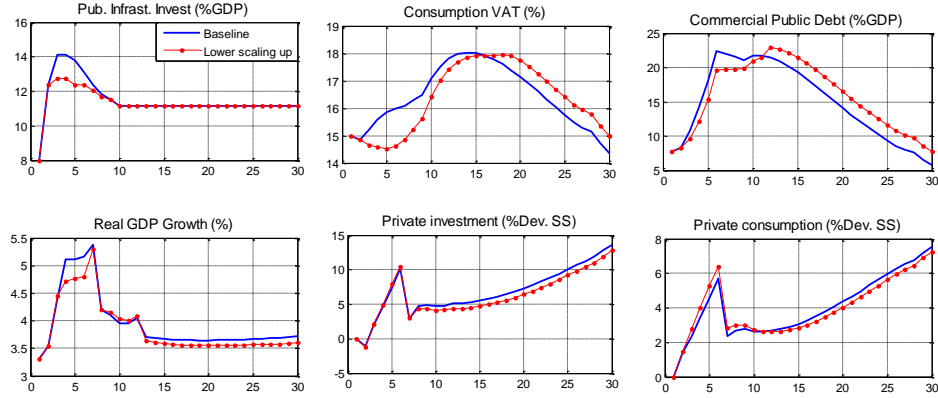 Pub. Infrast. Invest (%GDP)
16
14
12
10
8
0 5 10 15 20 25 30
Baseline
Lower scaling up
Consumption VAT (%)
19
18
17
16
15
14
0 5 10 15 20 25 30
Commercial Public Debt (%GDP)
25
20
15
10
5
0 5 10 15 20 25 30
Real GDP Growth (%)
5.5
5
4.5
4
3.5
3
0 5 10 15 20 25 30
Private investment (%Dev. SS)
15
10
5
0
-5
0 5 10 15 20 25 30
Private consumption (%Dev. SS)
8
6
4
2
0
0 5 10 15 20 25 30